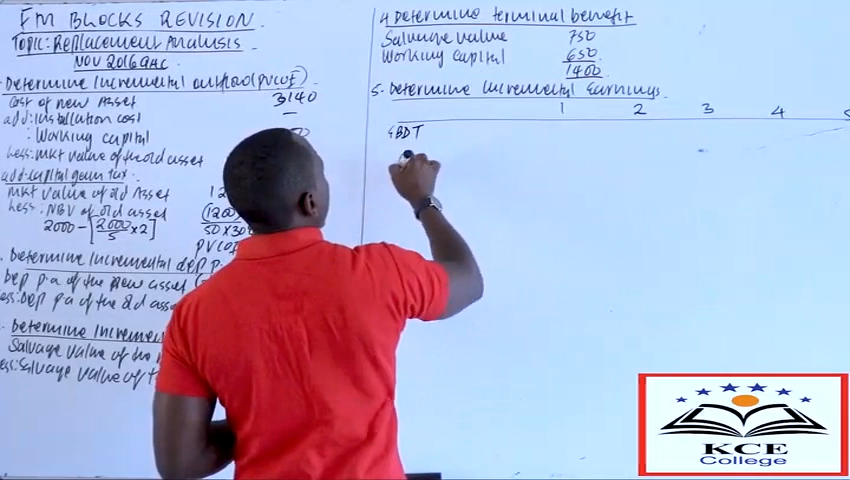 FM BLOCKS REVISION
Topic: Replacement Analysis
NOV 2016 Q4C
Determine Incremental outflow (PVCOF)
Cost of new Asset 3140
add: Installation cost –
: Working capital
Less: Mkt value of the old asset
add: Capital gain tax
Mkt value of old Asset
Less: NBV of old asset (1200)
2000 - [2000/5 x 2] 50 x 30
PVCOF
Determine Incremental dep p.
Dep p.a of the new asset
Less: Dep p.a of the old asse
Determine Increment
Salvage value of the n
Less: Salvage value of t
4 Determine terminal benefit
Salvage value 750
Working capital 650
1400
5. Determine Incremental Earnings
1 2 3 4 5
EBDT
KCE
College